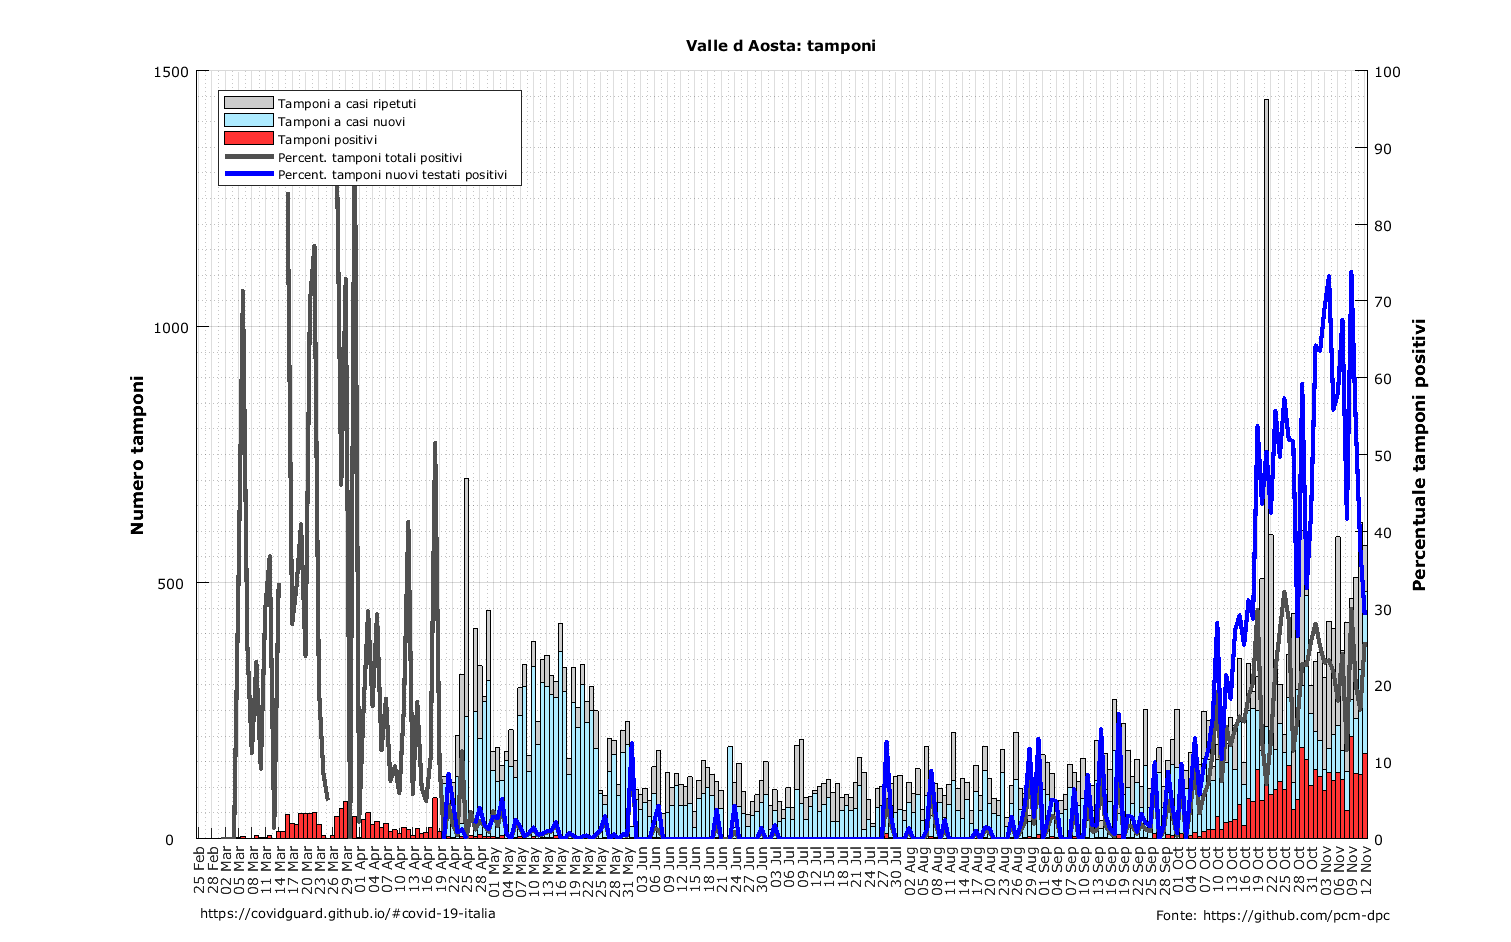 Valle d Aosta: tamponi
1500
1000
500
0
100
90
80
70
60
50
40
30
20
10
0
Numero tamponi
Percentuale tamponi positivi
Tamponi a casi ripetuti
Tamponi a casi nuovi
Tamponi positivi
Percent. tamponi totali positivi
Percent. tamponi nuovi testati positivi
25 Feb
28 Feb
02 Mar
05 Mar
08 Mar
11 Mar
14 Mar
17 Mar
20 Mar
23 Mar
26 Mar
29 Mar
01 Apr
04 Apr
07 Apr
10 Apr
13 Apr
16 Apr
19 Apr
22 Apr
25 Apr
28 Apr
01 May
04 May
07 May
10 May
13 May
16 May
19 May
22 May
25 May
28 May
31 May
03 Jun
06 Jun
09 Jun
12 Jun
15 Jun
18 Jun
21 Jun
24 Jun
27 Jun
30 Jun
03 Jul
06 Jul
09 Jul
12 Jul
15 Jul
18 Jul
21 Jul
24 Jul
27 Jul
30 Jul
02 Aug
05 Aug
08 Aug
11 Aug
14 Aug
17 Aug
20 Aug
23 Aug
26 Aug
29 Aug
01 Sep
04 Sep
07 Sep
10 Sep
13 Sep
16 Sep
19 Sep
22 Sep
25 Sep
28 Sep
01 Oct
04 Oct
07 Oct
10 Oct
13 Oct
16 Oct
19 Oct
22 Oct
25 Oct
28 Oct
31 Oct
03 Nov
06 Nov
09 Nov
12 Nov
https://covidguard.github.io/#covid-19-italia
Fonte: https://github.com/pcm-dpc